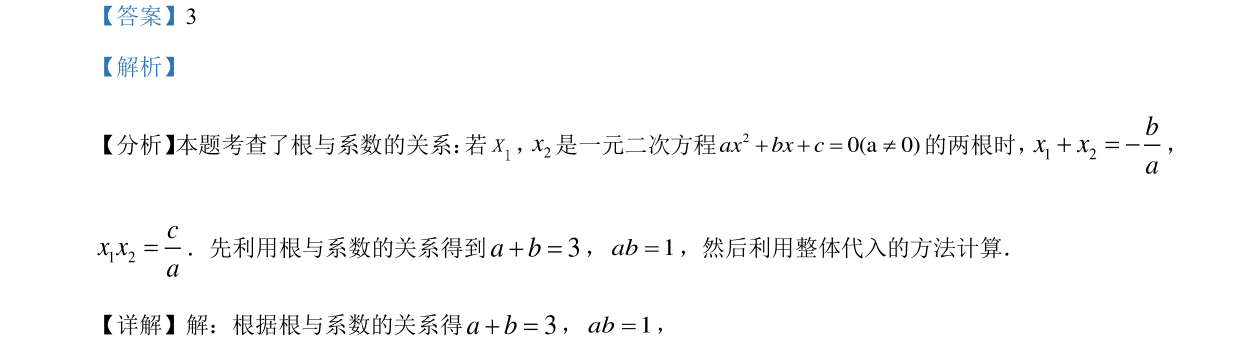 【答案】3
【解析】
【分析】本题考查了根与系数的关系：若 x₁，x₂ 是一元二次方程 ax²+bx+c=0(a≠0) 的两根时，x₁+x₂=-b/a，
x₁x₂=c/a．先利用根与系数的关系得到 a+b=3，ab=1，然后利用整体代入的方法计算．
【详解】解：根据根与系数的关系得 a+b=3，ab=1，